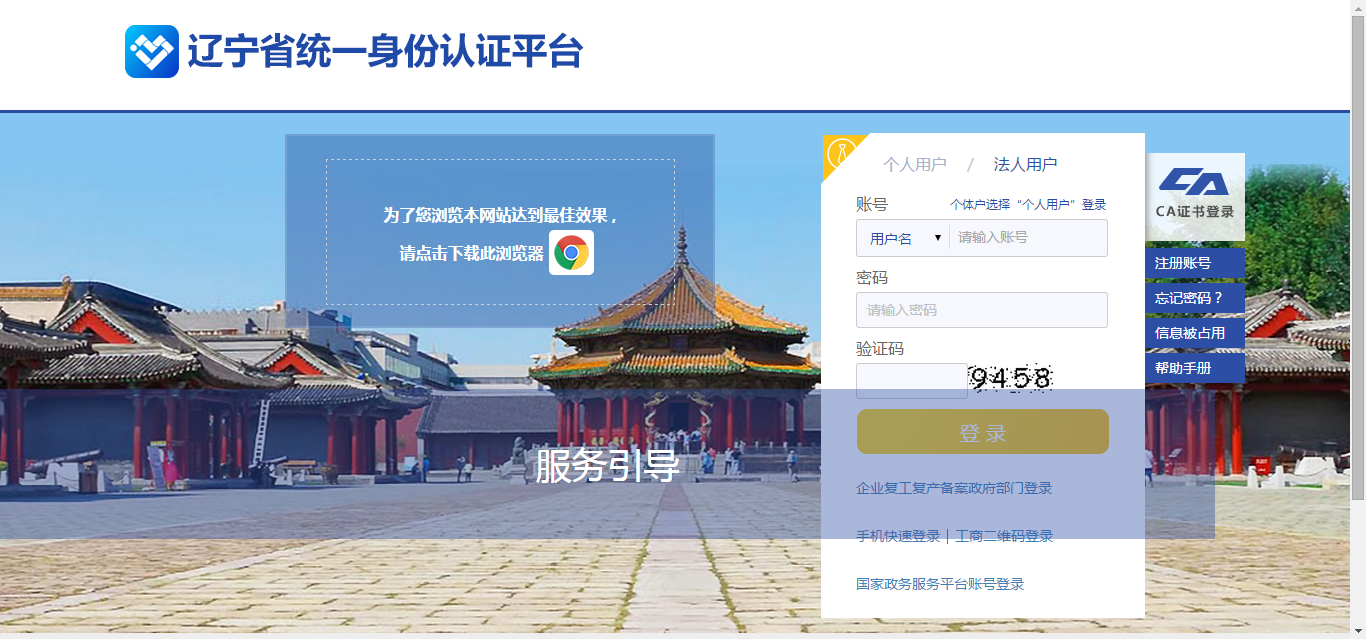 辽宁省统一身份认证平台
为了您浏览本网站达到最佳效果，
请点击下载此浏览器
服务引导
个人用户 / 法人用户
账号 个体户选择“个人用户”登录
用户名 ▼ 请输入账号
密码
请输入密码
验证码
9458
登 录
企业复工复产备案政府部门登录
手机快速登录 | 工商二维码登录
国家政务服务平台账号登录
CA
CA证书登录
注册账号
忘记密码？
信息被占用
帮助手册